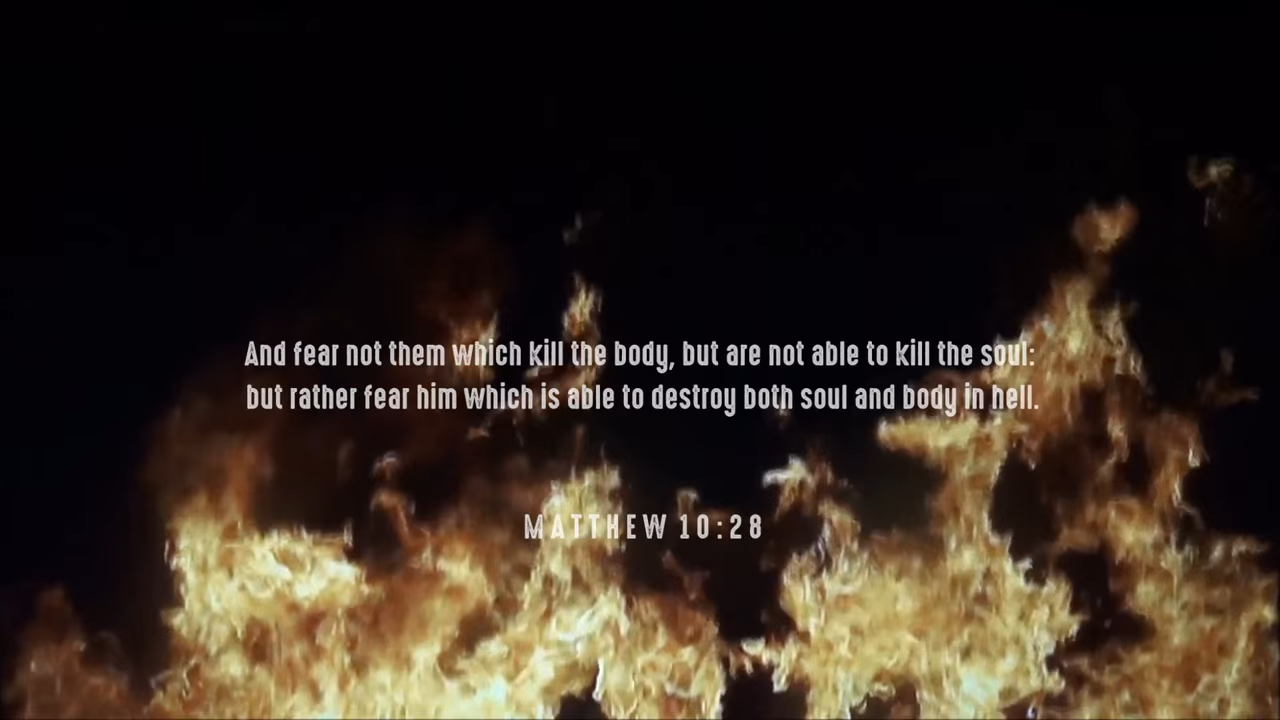 And fear not them which kill the body, but are not able to kill the soul:
but rather fear him which is able to destroy both soul and body in hell.
MATTHEW 10:28